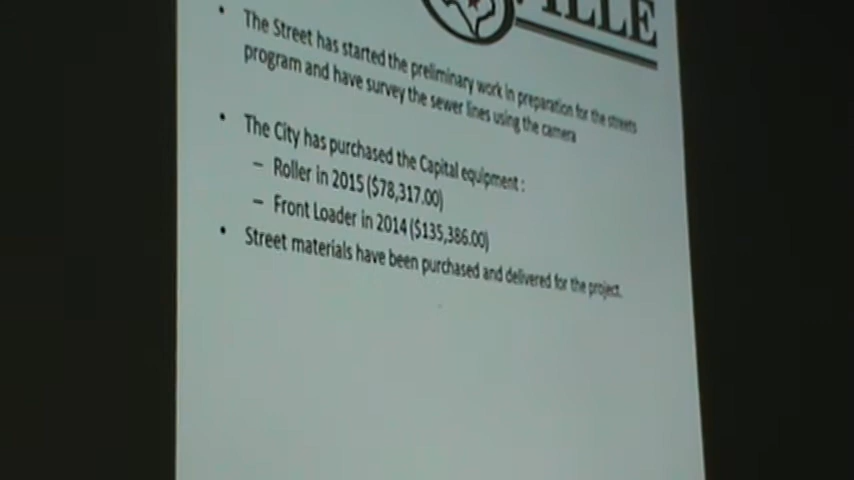 VILLE
• The Street has started the preliminary work in preparation for the streets
program and have survey the sewer lines using the camera
• The City has purchased the Capital equipment :
– Roller in 2015 ($78,317.00)
– Front Loader in 2014 ($135,386.00)
• Street materials have been purchased and delivered for the project.